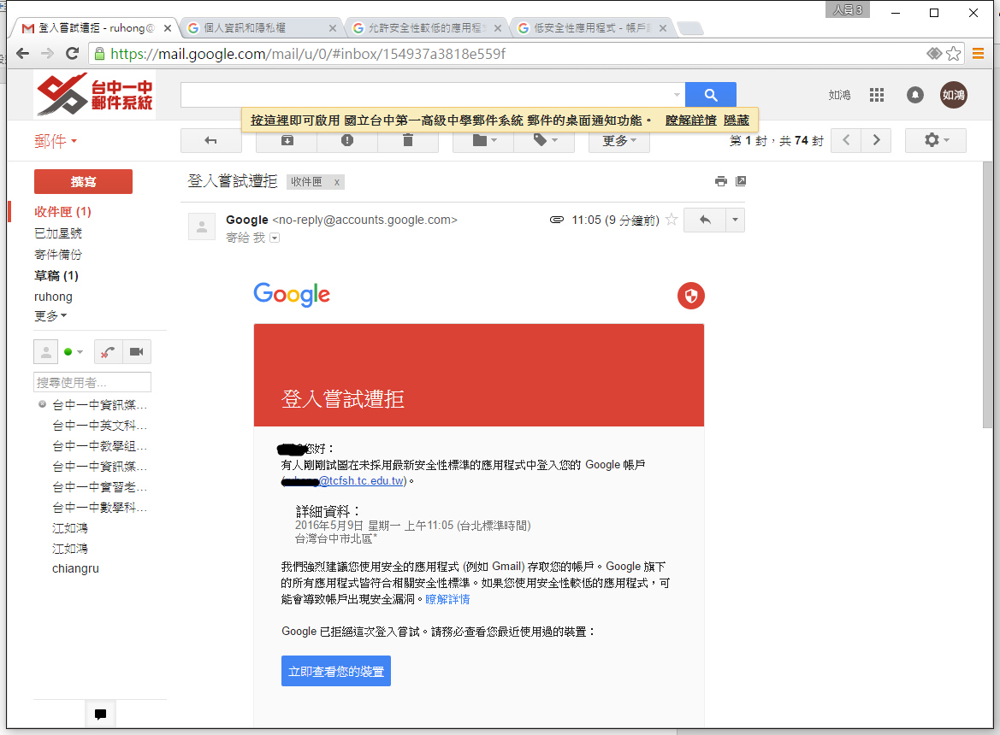 人員 3
登入嘗試遭拒 - ruhong@
個人資訊和隱私權
允許安全性較低的應用程式
低安全性應用程式 - 帳戶
https://mail.google.com/mail/u/0/#inbox/154937a3818e559f
台中一中
郵件系統
如鴻
如鴻
按這裡即可啟用 國立台中第一高級中學郵件系統 郵件的桌面通知功能。 瞭解詳情 隱藏
郵件
更多
第 1 封，共 74 封
撰寫
登入嘗試遭拒
收件匣 x
收件匣 (1)
已加星號
寄件備份
草稿 (1)
ruhong
更多
Google <no-reply@accounts.google.com>
11:05 (9 分鐘前)
寄給 我
搜尋使用者...
台中一中資訊媒...
台中一中英文科...
台中一中教學組...
台中一中資訊媒...
台中一中實習老...
台中一中數學科...
江如鴻
江如鴻
chiangru
Google
登入嘗試遭拒
您好：
有人剛剛試圖在未採用最新安全性標準的應用程式中登入您的 Google 帳戶
@tcfsh.tc.edu.tw)。
詳細資料：
2016年5月9日 星期一 上午11:05 (台北標準時間)
台灣台中市北區*
我們強烈建議您使用安全的應用程式 (例如 Gmail) 存取您的帳戶。Google 旗下
的所有應用程式皆符合相關安全性標準。如果您使用安全性較低的應用程式，可
能會導致帳戶出現安全漏洞。瞭解詳情
Google 已拒絕這次登入嘗試。請務必查看您最近使用過的裝置：
立即查看您的裝置